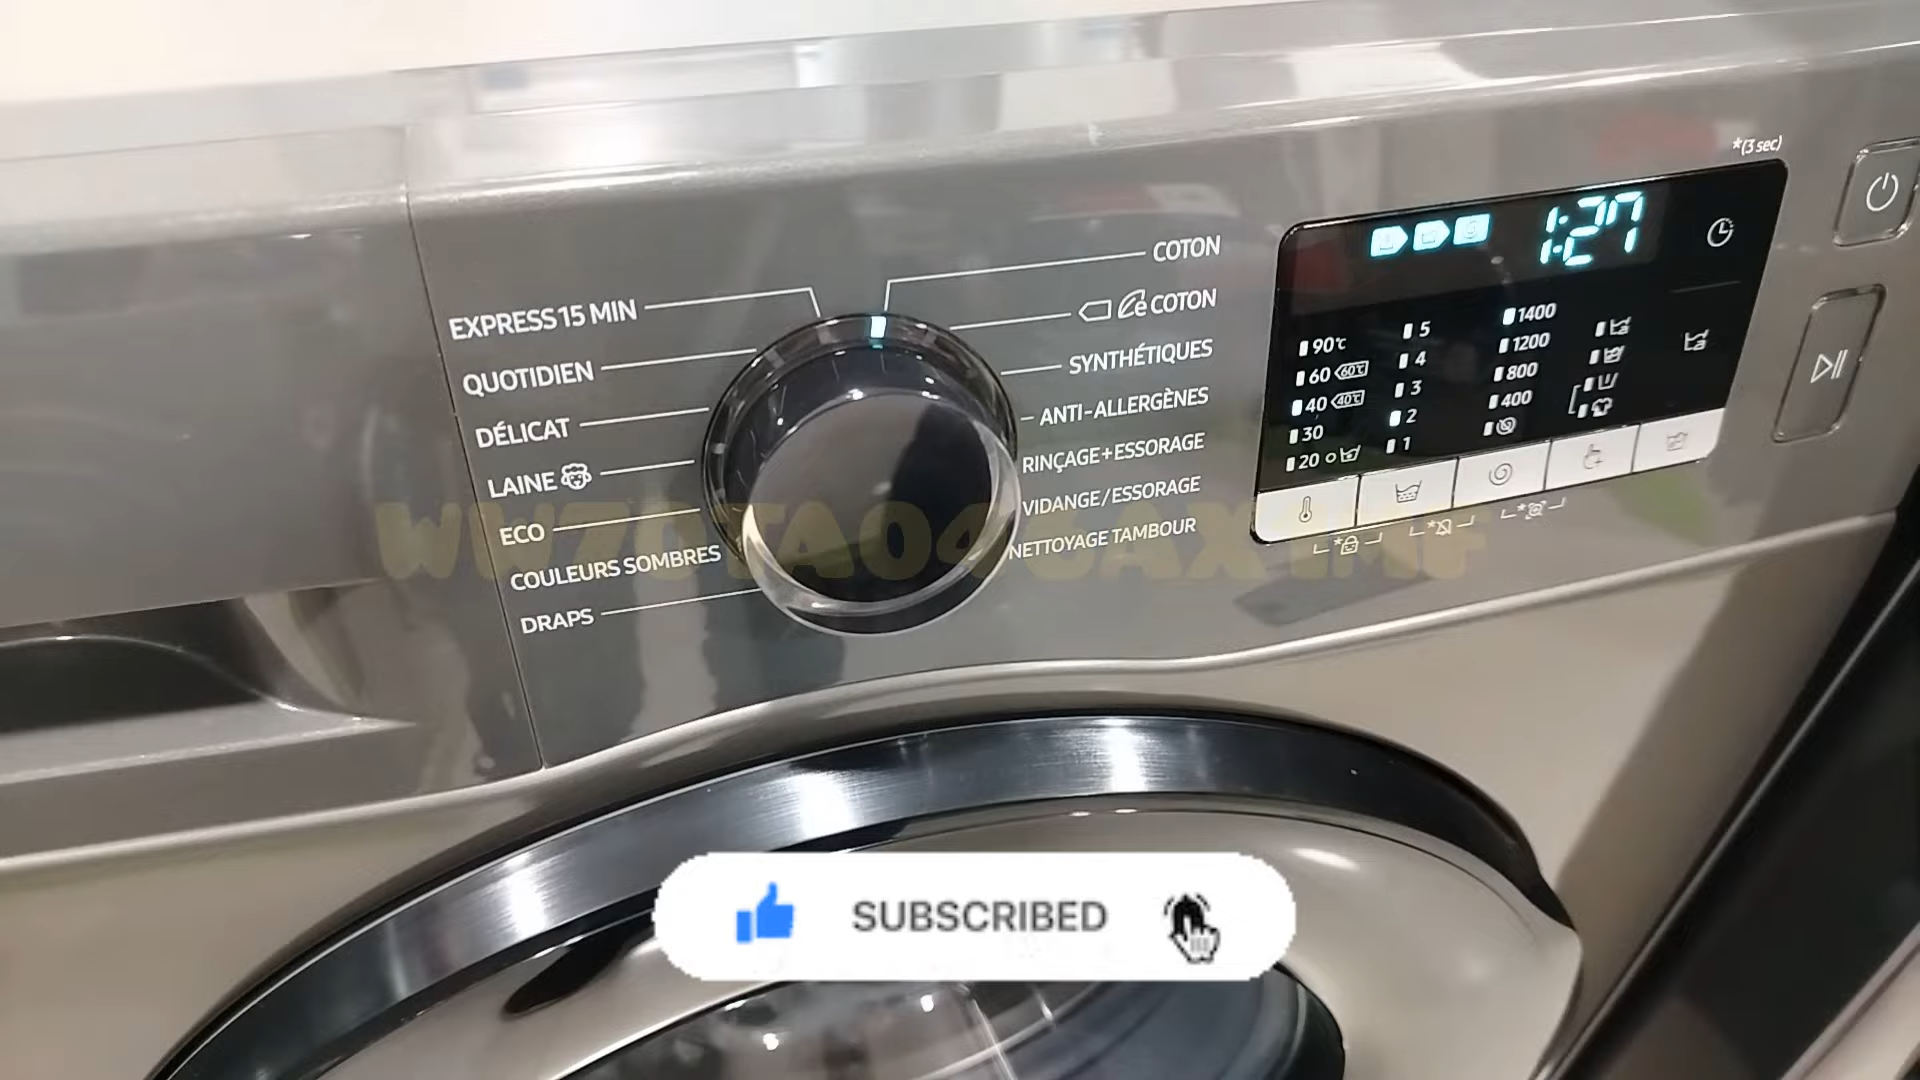 *(3 sec)
1:27
COTON
e COTON
SYNTHÉTIQUES
ANTI-ALLERGÈNES
RINÇAGE+ESSORAGE
VIDANGE/ESSORAGE
NETTOYAGE TAMBOUR
EXPRESS 15 MIN
QUOTIDIEN
DÉLICAT
LAINE
ECO
COULEURS SOMBRES
DRAPS
90℃
60 60℃
40 40℃
30
20
5
4
3
2
1
1400
1200
800
400
SUBSCRIBED